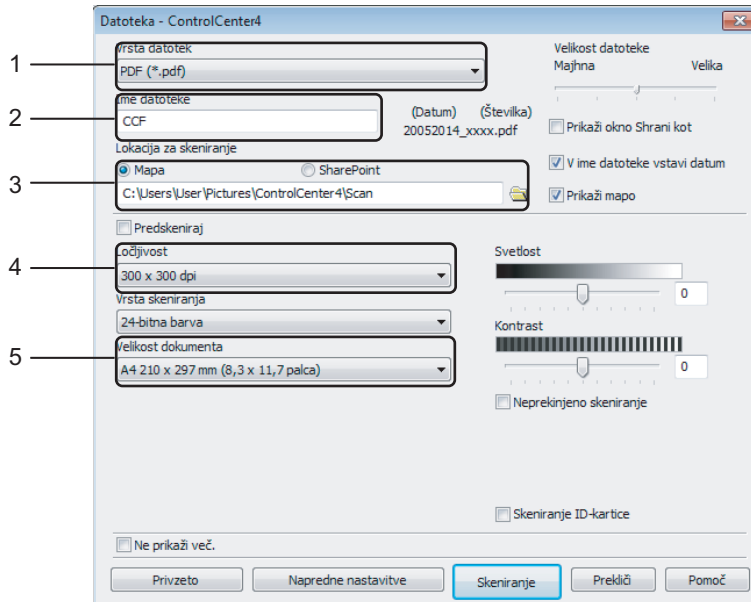 Datoteka - ControlCenter4
1
Vrsta datotek
PDF (*.pdf)
Velikost datoteke
Majhna Velika
2
Ime datoteke
CCF
(Datum) (Številka)
20052014_xxxx.pdf
Prikaži okno Shrani kot
Lokacija za skeniranje
V ime datoteke vstavi datum
3
Mapa SharePoint
C:\Users\User\Pictures\ControlCenter4\Scan
Prikaži mapo
Predskeniraj
4
Ločljivost
300 x 300 dpi
Svetlost
0
Vrsta skeniranja
24-bitna barva
Kontrast
0
5
Velikost dokumenta
A4 210 x 297 mm (8,3 x 11,7 palca)
Neprekinjeno skeniranje
Skeniranje ID-kartice
Ne prikaži več.
Privzeto Napredne nastavitve Skeniranje Prekliči Pomoč